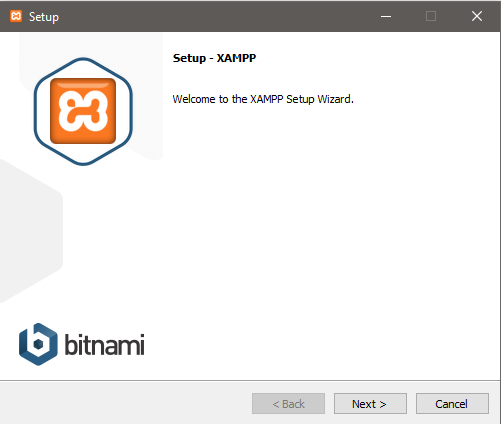 Setup
Setup - XAMPP
Welcome to the XAMPP Setup Wizard.
bitnami
< Back
Next >
Cancel